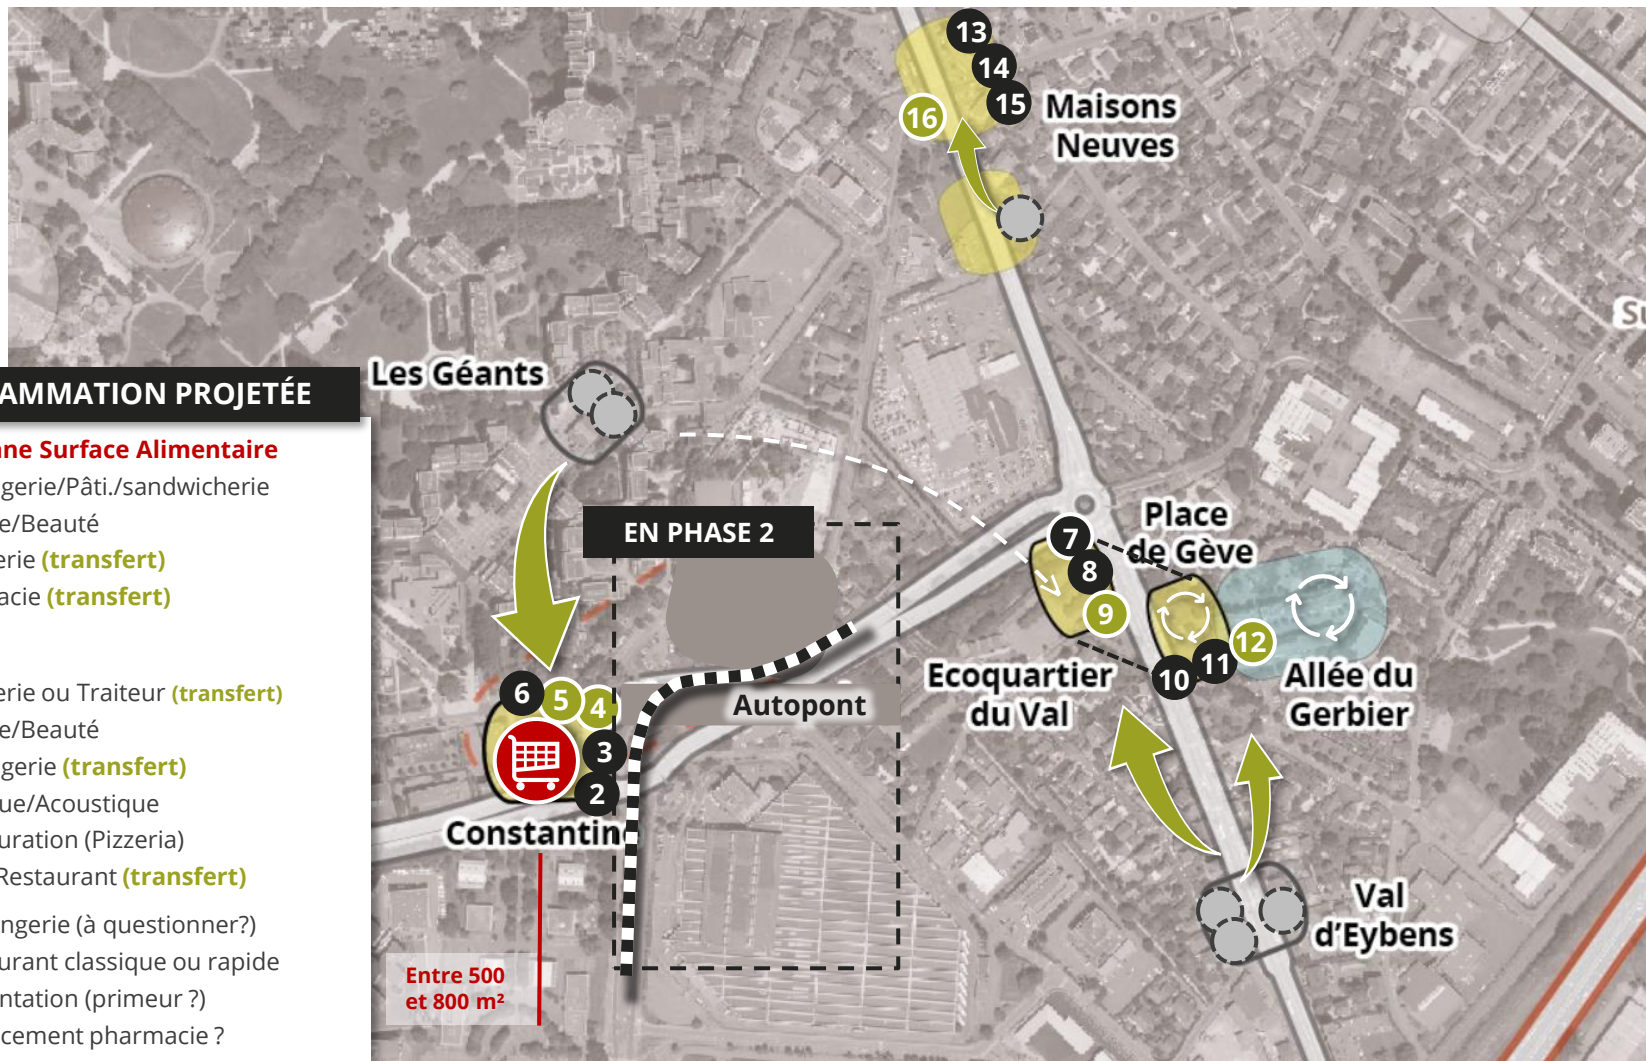 13
14
15
16
Maisons
Neuves
Su
Les Géants
AMMATION PROJETÉE
ne Surface Alimentaire
gerie/Pâti./sandwicherie
e/Beauté
erie (transfert)
acie (transfert)
erie ou Traiteur (transfert)
e/Beauté
gerie (transfert)
ue/Acoustique
uration (Pizzeria)
Restaurant (transfert)
ngerie (à questionner?)
urant classique ou rapide
ntation (primeur ?)
cement pharmacie ?
EN PHASE 2
Place
de Gève
7
8
9
10
11
12
Ecoquartier
du Val
Allée du
Gerbier
6
5
4
3
2
Autopont
Constantin
Entre 500
et 800 m²
Val
d'Eybens